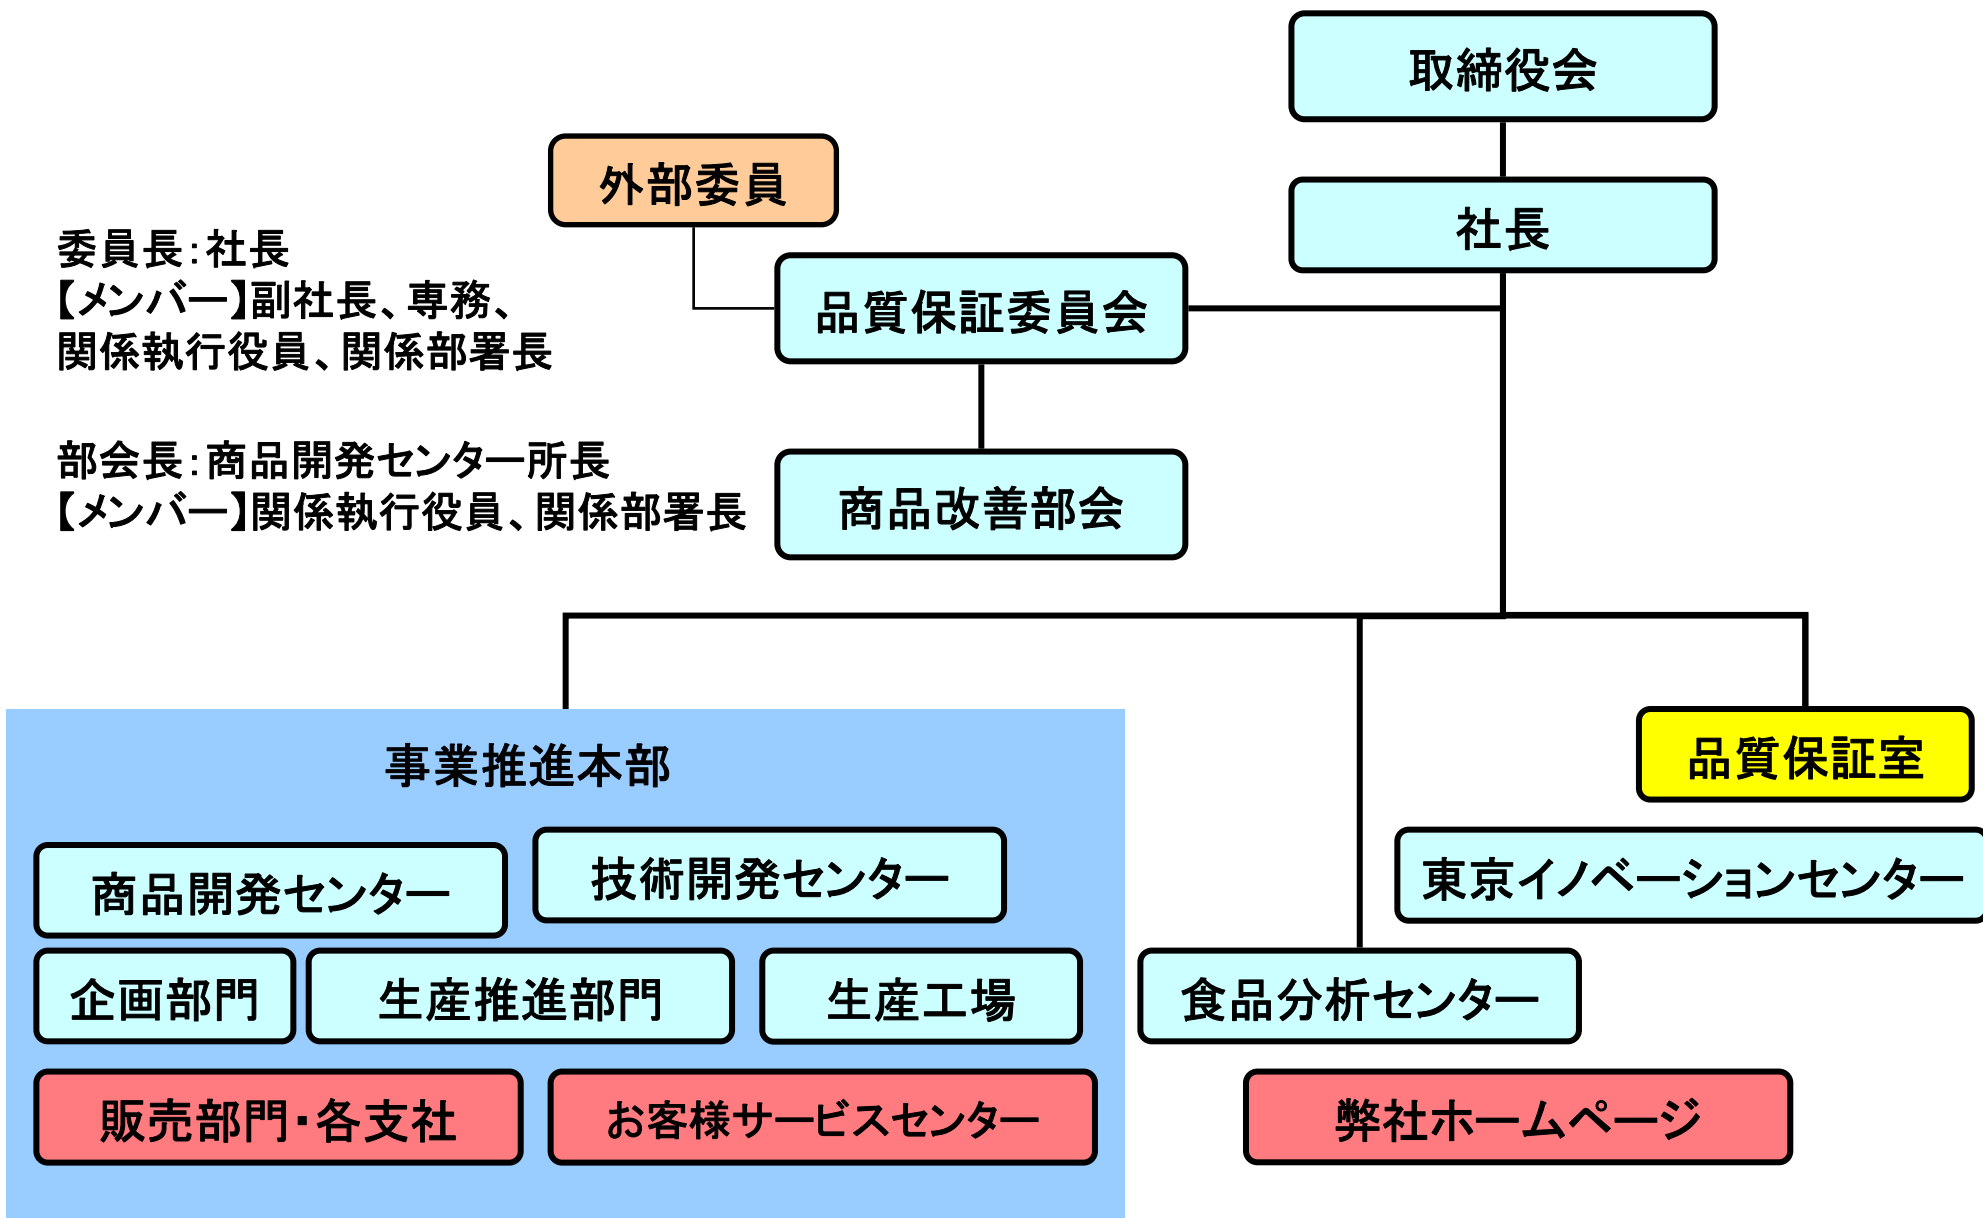 取締役会
外部委員
社長
委員長：社長
【メンバー】副社長、専務、
関係執行役員、関係部署長
品質保証委員会
部会長：商品開発センター所長
【メンバー】関係執行役員、関係部署長
商品改善部会
事業推進本部
品質保証室
商品開発センター
技術開発センター
東京イノベーションセンター
企画部門
生産推進部門
生産工場
食品分析センター
販売部門・各支社
お客様サービスセンター
弊社ホームページ